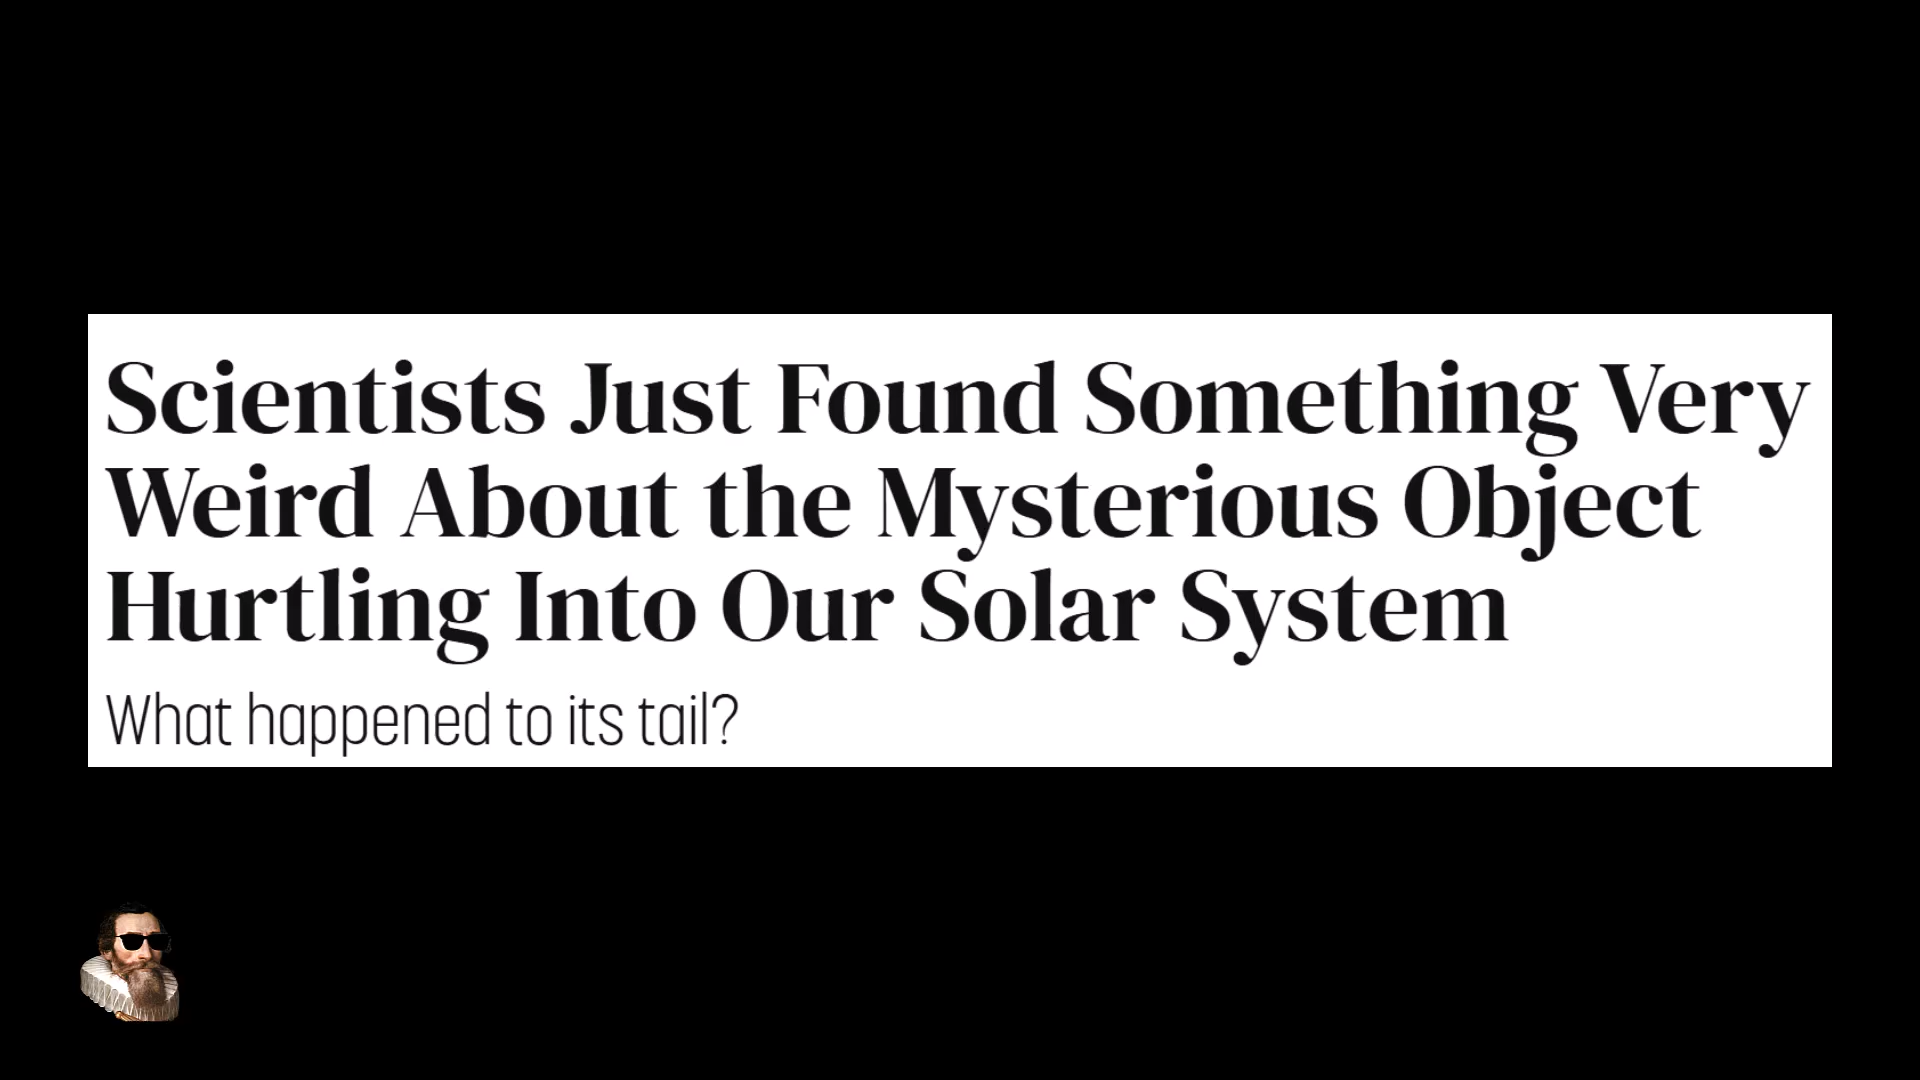 Scientists Just Found Something Very
Weird About the Mysterious Object
Hurtling Into Our Solar System
What happened to its tail?